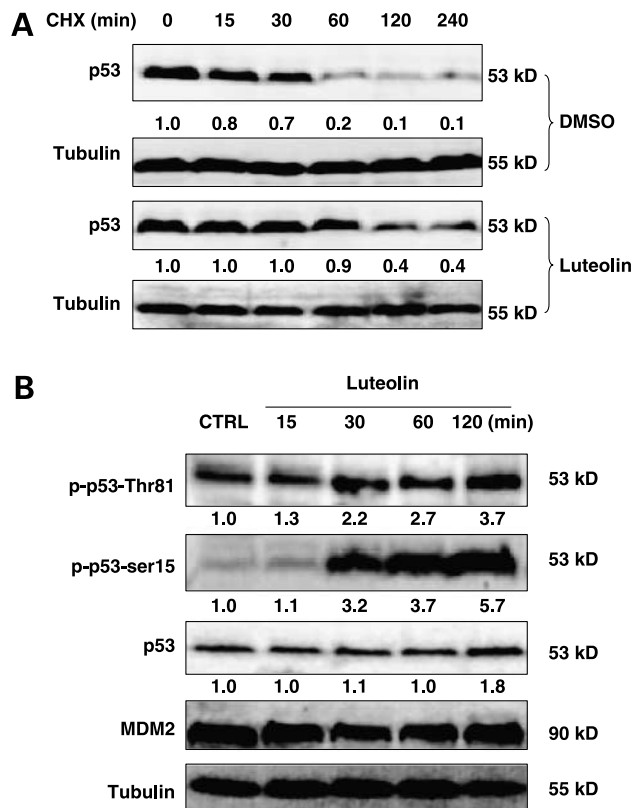 A
CHX (min) 0 15 30 60 120 240
p53 53 kD
1.0 0.8 0.7 0.2 0.1 0.1
DMSO
Tubulin 55 kD
p53 53 kD
1.0 1.0 1.0 0.9 0.4 0.4
Luteolin
Tubulin 55 kD
B
Luteolin
CTRL 15 30 60 120 (min)
p-p53-Thr81 53 kD
1.0 1.3 2.2 2.7 3.7
p-p53-ser15 53 kD
1.0 1.1 3.2 3.7 5.7
p53 53 kD
1.0 1.0 1.1 1.0 1.8
MDM2 90 kD
Tubulin 55 kD